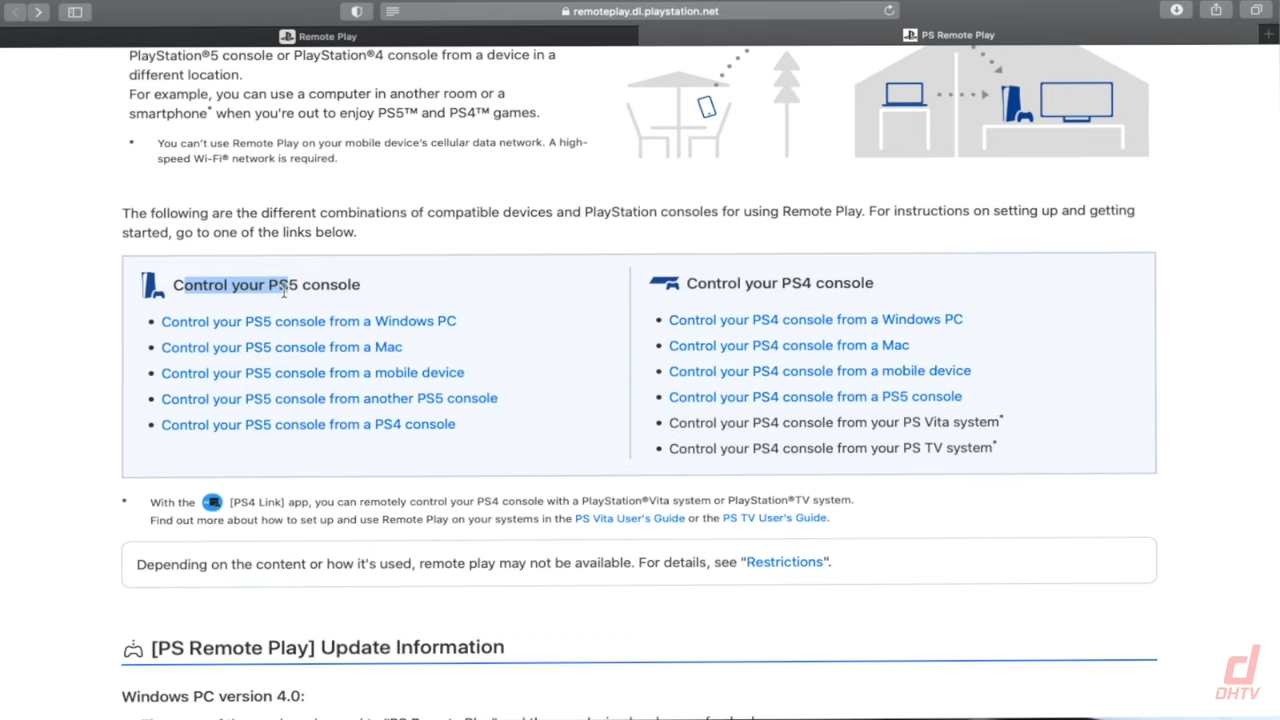 remoteplay.dl.playstation.net
Remote Play
PS Remote Play
PlayStation®5 console or PlayStation®4 console from a device in a
different location.
For example, you can use a computer in another room or a
smartphone* when you're out to enjoy PS5™ and PS4™ games.
* You can't use Remote Play on your mobile device's cellular data network. A high-
speed Wi-Fi® network is required.
The following are the different combinations of compatible devices and PlayStation consoles for using Remote Play. For instructions on setting up and getting
started, go to one of the links below.
Control your PS5 console
• Control your PS5 console from a Windows PC
• Control your PS5 console from a Mac
• Control your PS5 console from a mobile device
• Control your PS5 console from another PS5 console
• Control your PS5 console from a PS4 console
Control your PS4 console
• Control your PS4 console from a Windows PC
• Control your PS4 console from a Mac
• Control your PS4 console from a mobile device
• Control your PS4 console from a PS5 console
• Control your PS4 console from your PS Vita system*
• Control your PS4 console from your PS TV system*
* With the [PS4 Link] app, you can remotely control your PS4 console with a PlayStation®Vita system or PlayStation®TV system.
Find out more about how to set up and use Remote Play on your systems in the PS Vita User's Guide or the PS TV User's Guide.
Depending on the content or how it's used, remote play may not be available. For details, see "Restrictions".
[PS Remote Play] Update Information
Windows PC version 4.0:
DHTV